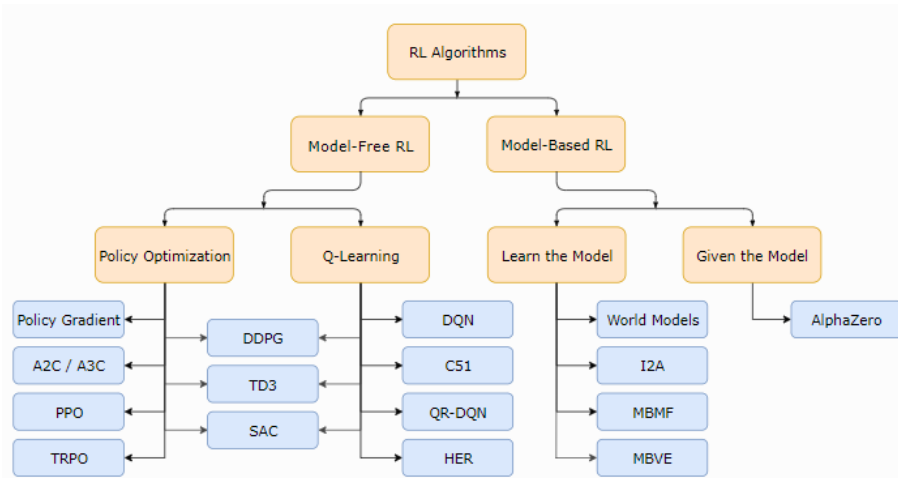 RL Algorithms
Model-Free RL
Model-Based RL
Policy Optimization
Q-Learning
Learn the Model
Given the Model
Policy Gradient
DDPG
DQN
World Models
AlphaZero
A2C / A3C
TD3
C51
I2A
PPO
SAC
QR-DQN
MBMF
TRPO
HER
MBVE